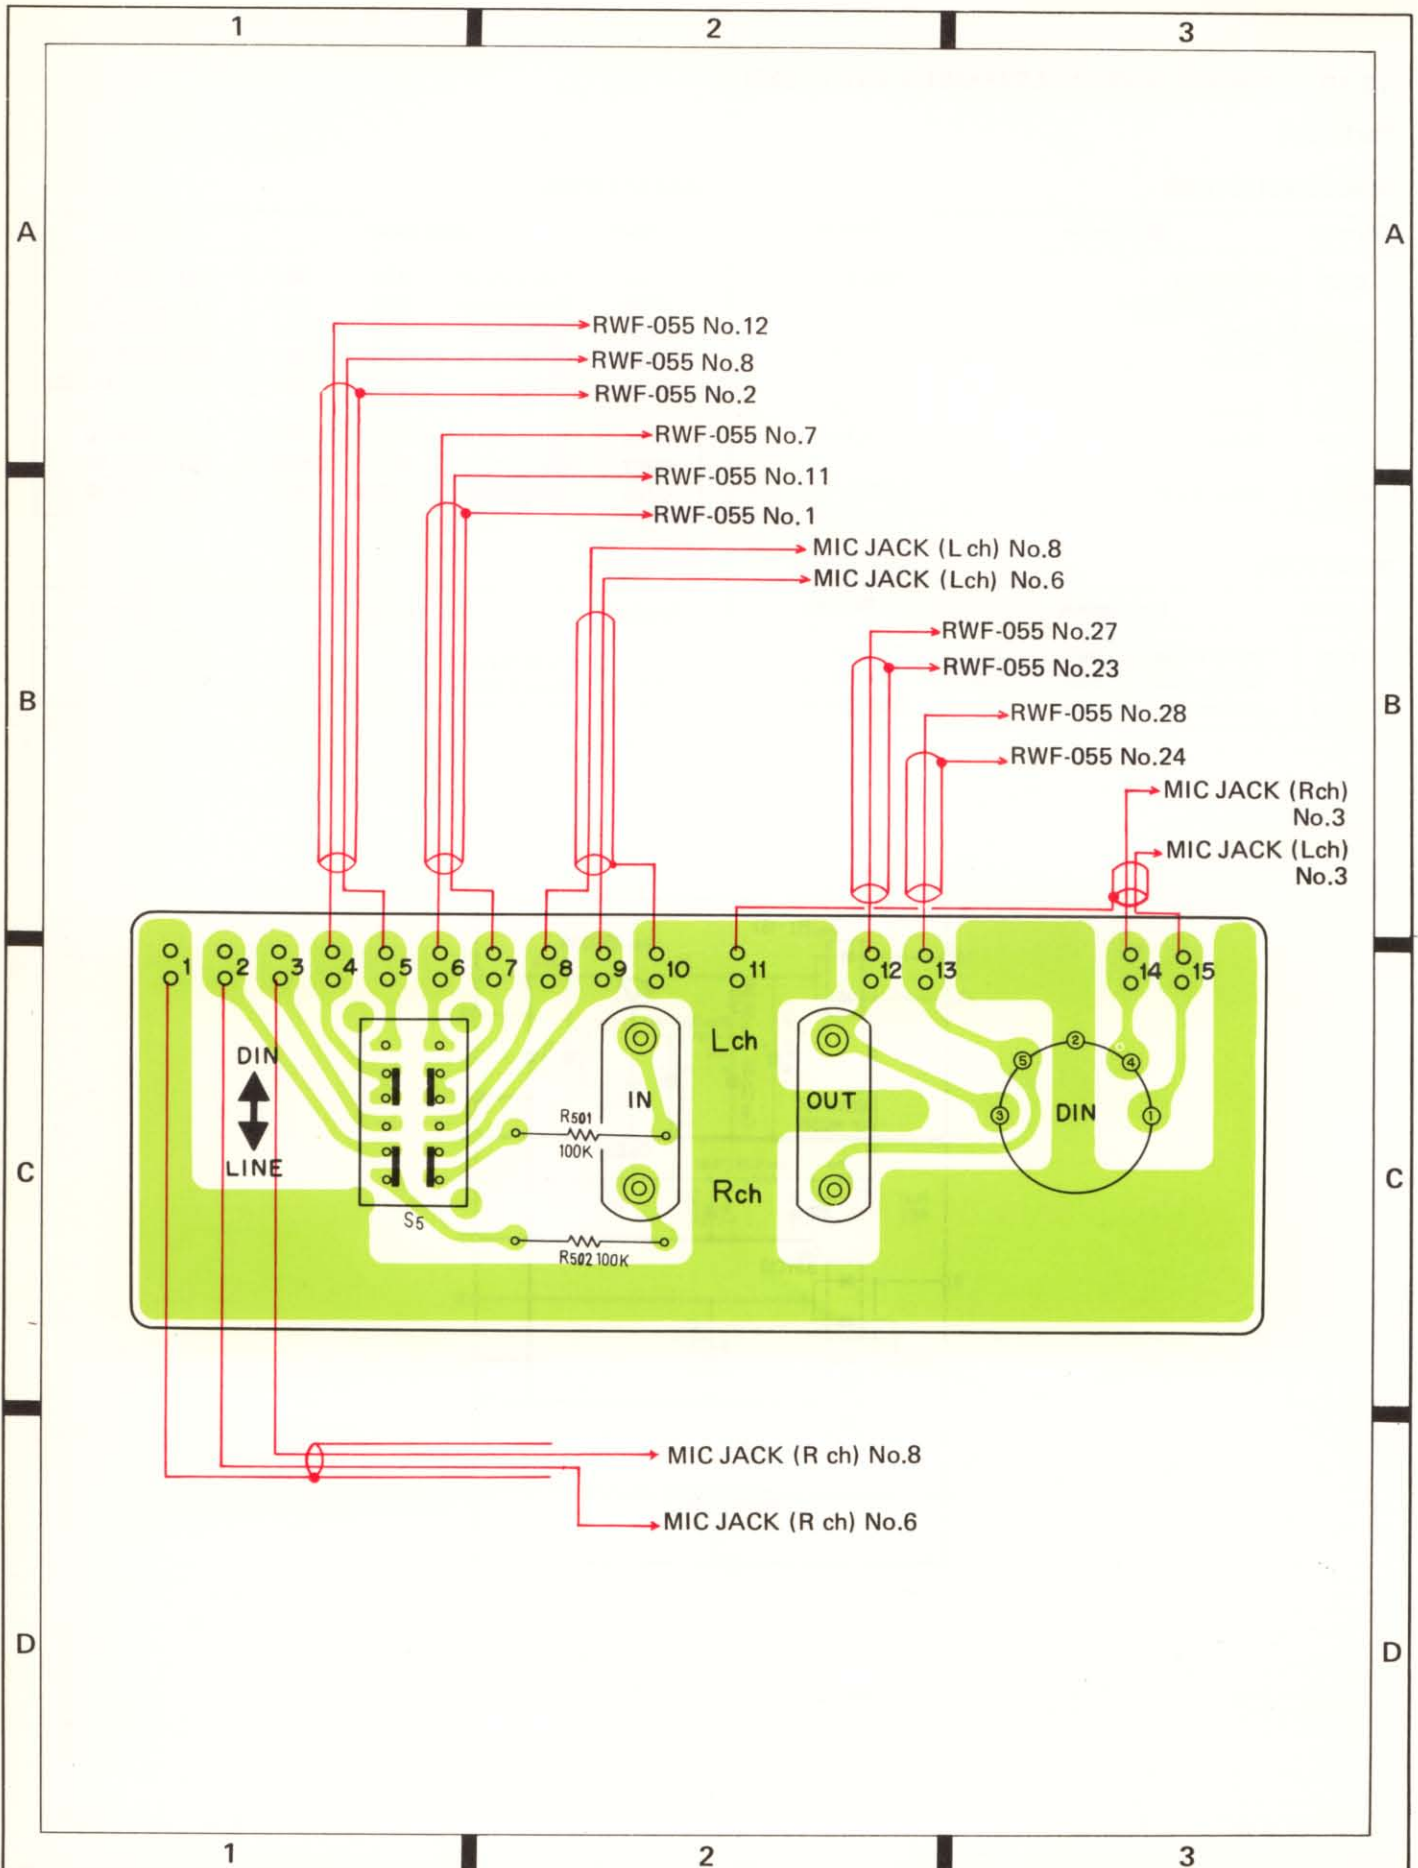 1 2 3
A A
RWF-055 No.12
RWF-055 No.8
RWF-055 No.2
RWF-055 No.7
RWF-055 No.11
RWF-055 No.1
MIC JACK (L ch) No.8
MIC JACK (Lch) No.6
RWF-055 No.27
RWF-055 No.23
B B
RWF-055 No.28
RWF-055 No.24
MIC JACK (Rch)
No.3
MIC JACK (Lch)
No.3
1 2 3 4 5 6 7 8 9 10 11 12 13 14 15
DIN
LINE
S5
R501
100K
R502 100K
IN
Lch
Rch
OUT
DIN
5 2 4 3 1
C C
MIC JACK (R ch) No.8
MIC JACK (R ch) No.6
D D
1 2 3